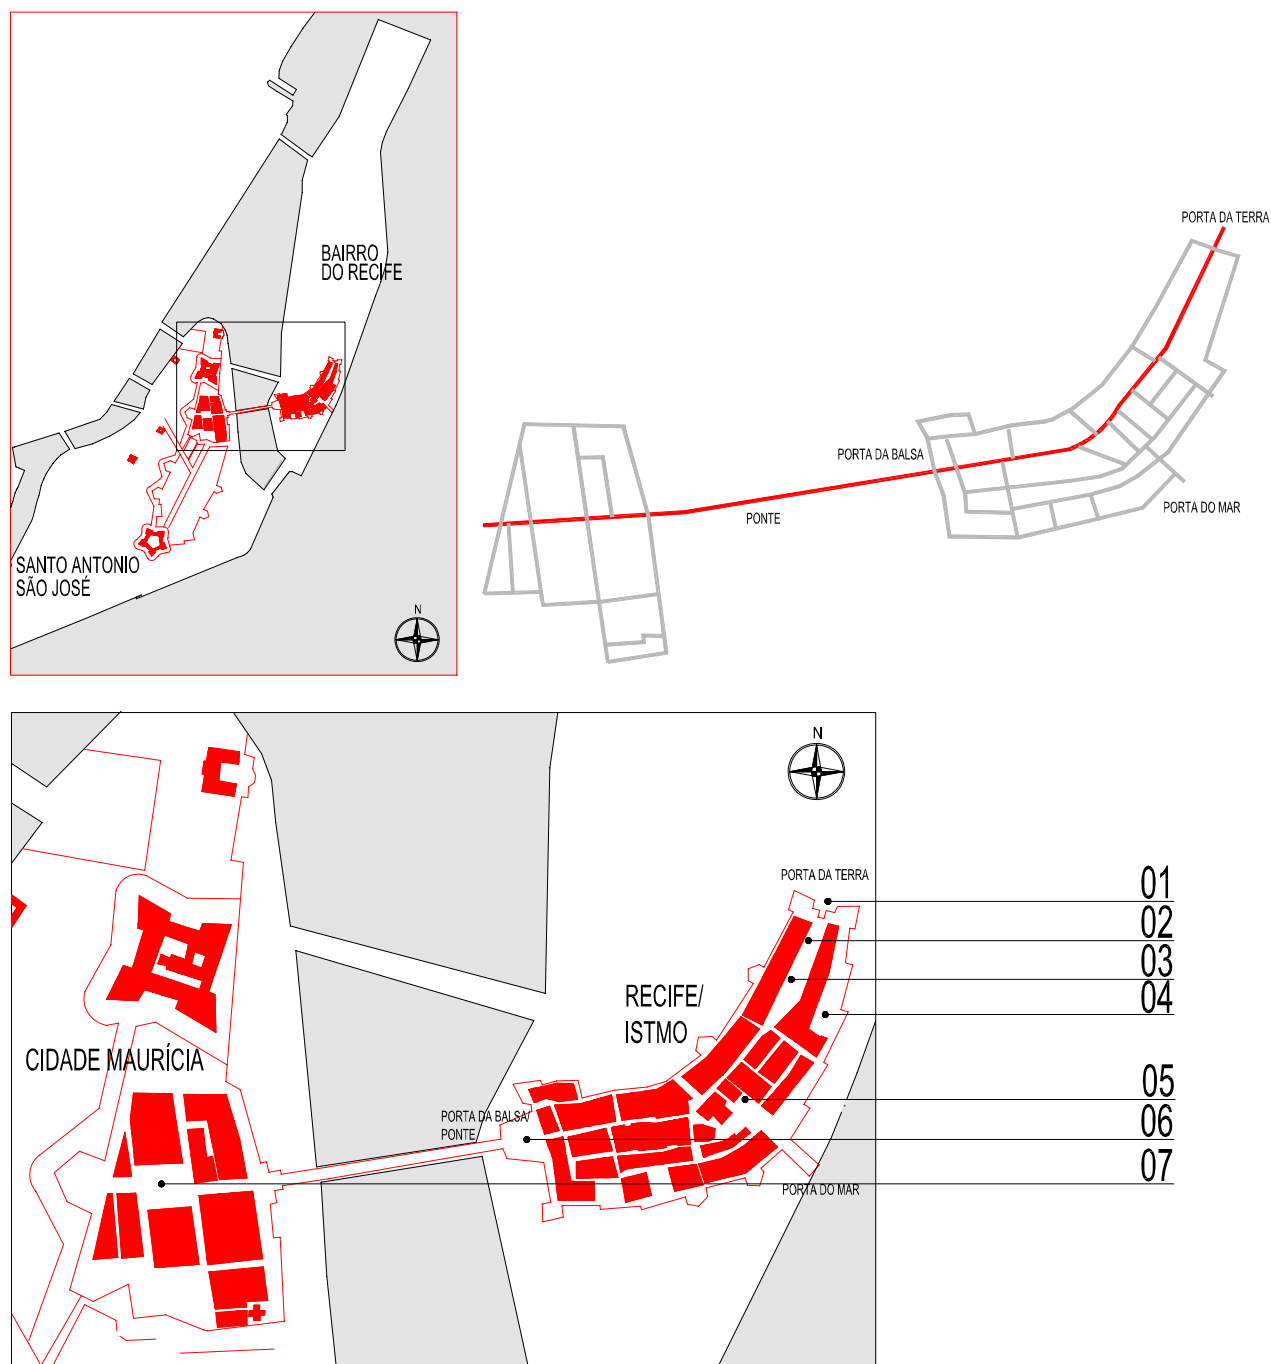 BAIRRO
DO RECIFE
SANTO ANTONIO
SÃO JOSÉ
N
PORTA DA TERRA
PORTA DA BALSA
PONTE
PORTA DO MAR
N
PORTA DA TERRA
01
02
03
04
RECIFE/
ISTMO
CIDADE MAURÍCIA
05
PORTA DA BALSA/
PONTE
06
07
PORTA DO MAR